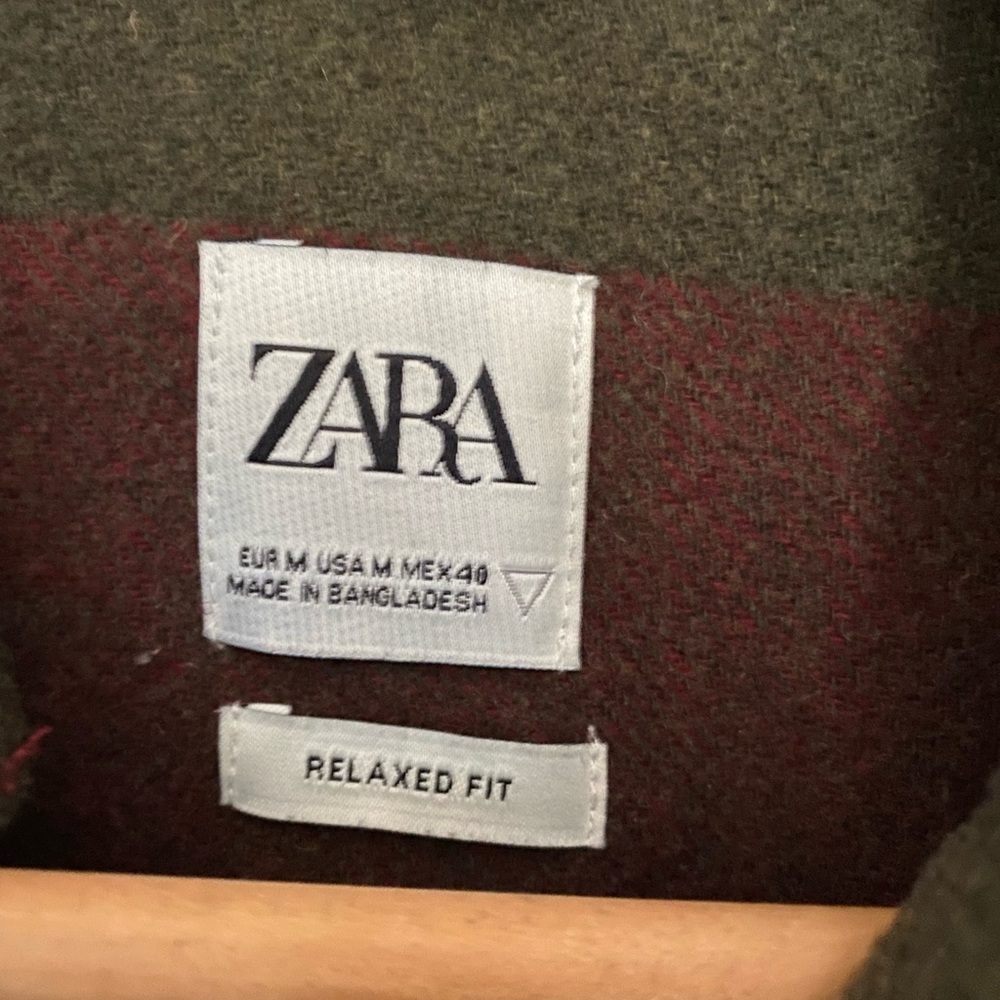 ZARA
EUR M USA M MEX 40
MADE IN BANGLADESH
RELAXED FIT